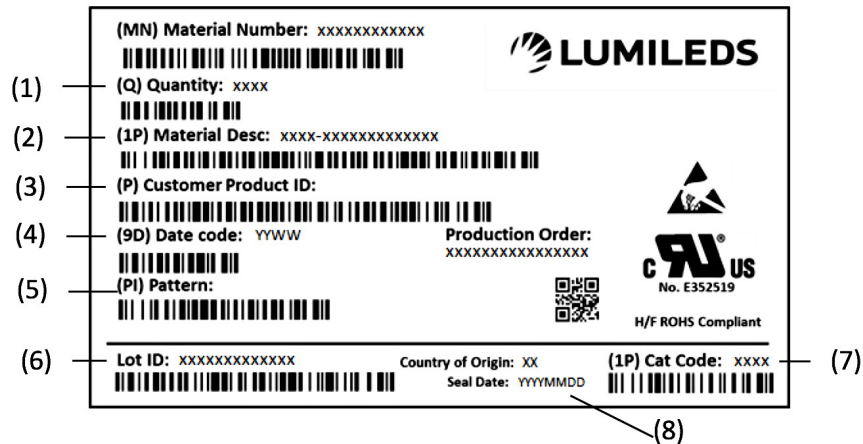 (MN) Material Number: xxxxxxxxxxxx
LUMILEDS
(1) (Q) Quantity: xxxx
(2) (1P) Material Desc: xxxx-xxxxxxxxxxxxx
(3) (P) Customer Product ID:
(4) (9D) Date code: YYWW
Production Order:
xxxxxxxxxxxxxxxx
(5) (PI) Pattern:
c RU ® US
No. E352519
H/F ROHS Compliant
(6) Lot ID: xxxxxxxxxxxxx
Country of Origin: XX
Seal Date: YYYYMMDD
(1P) Cat Code: xxxx (7)
(8)